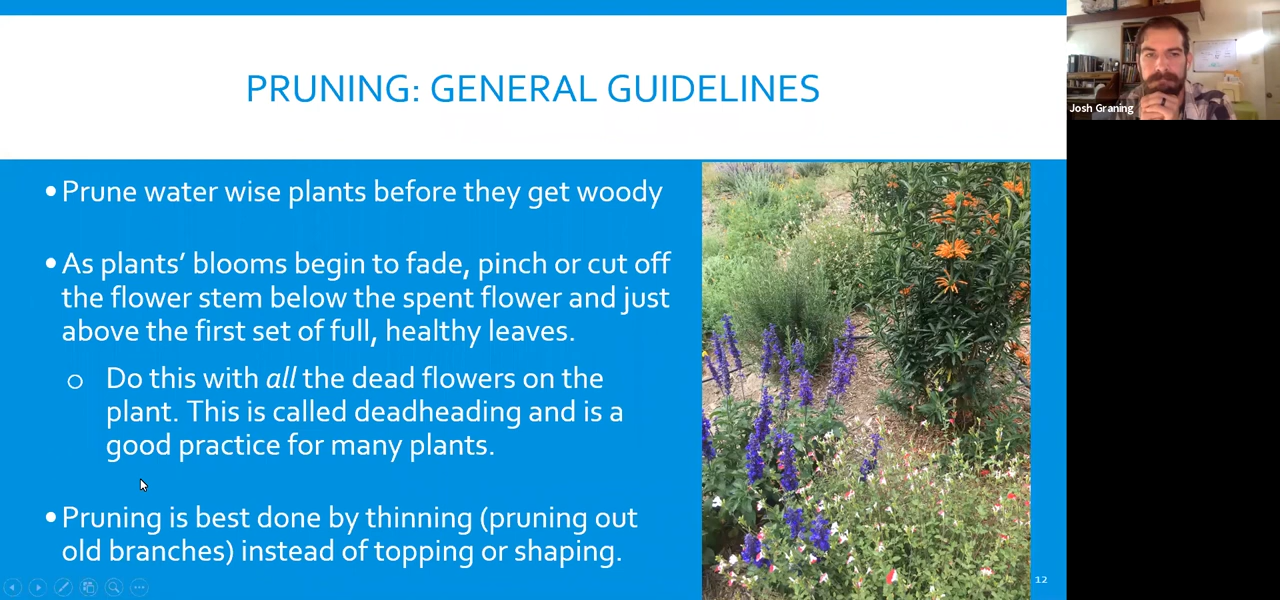 PRUNING: GENERAL GUIDELINES
Josh Graning
• Prune water wise plants before they get woody
• As plants’ blooms begin to fade, pinch or cut off
the flower stem below the spent flower and just
above the first set of full, healthy leaves.
o Do this with all the dead flowers on the
plant. This is called deadheading and is a
good practice for many plants.
• Pruning is best done by thinning (pruning out
old branches) instead of topping or shaping.
12